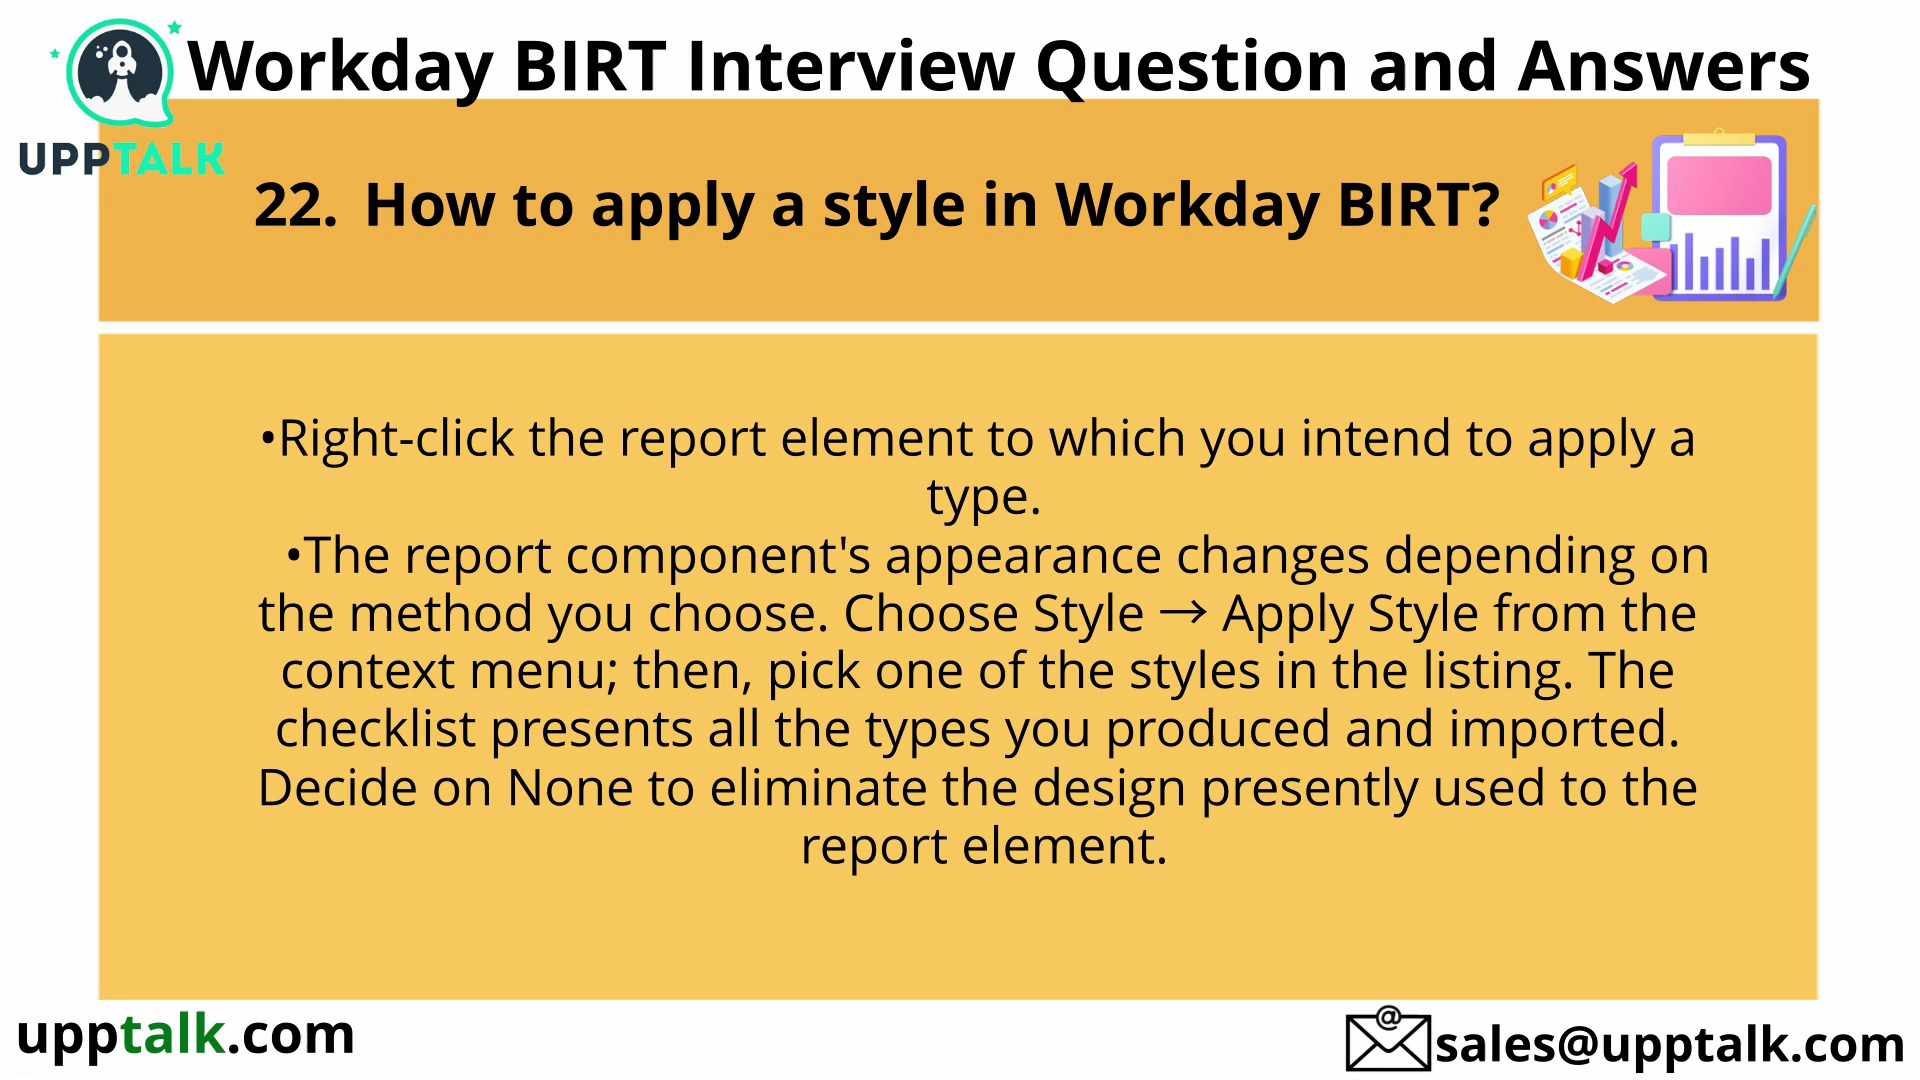 Workday BIRT Interview Question and Answers
UPPTALK
22. How to apply a style in Workday BIRT?
•Right-click the report element to which you intend to apply a
type.
•The report component's appearance changes depending on
the method you choose. Choose Style → Apply Style from the
context menu; then, pick one of the styles in the listing. The
checklist presents all the types you produced and imported.
Decide on None to eliminate the design presently used to the
report element.
upptalk.com
@
sales@upptalk.com